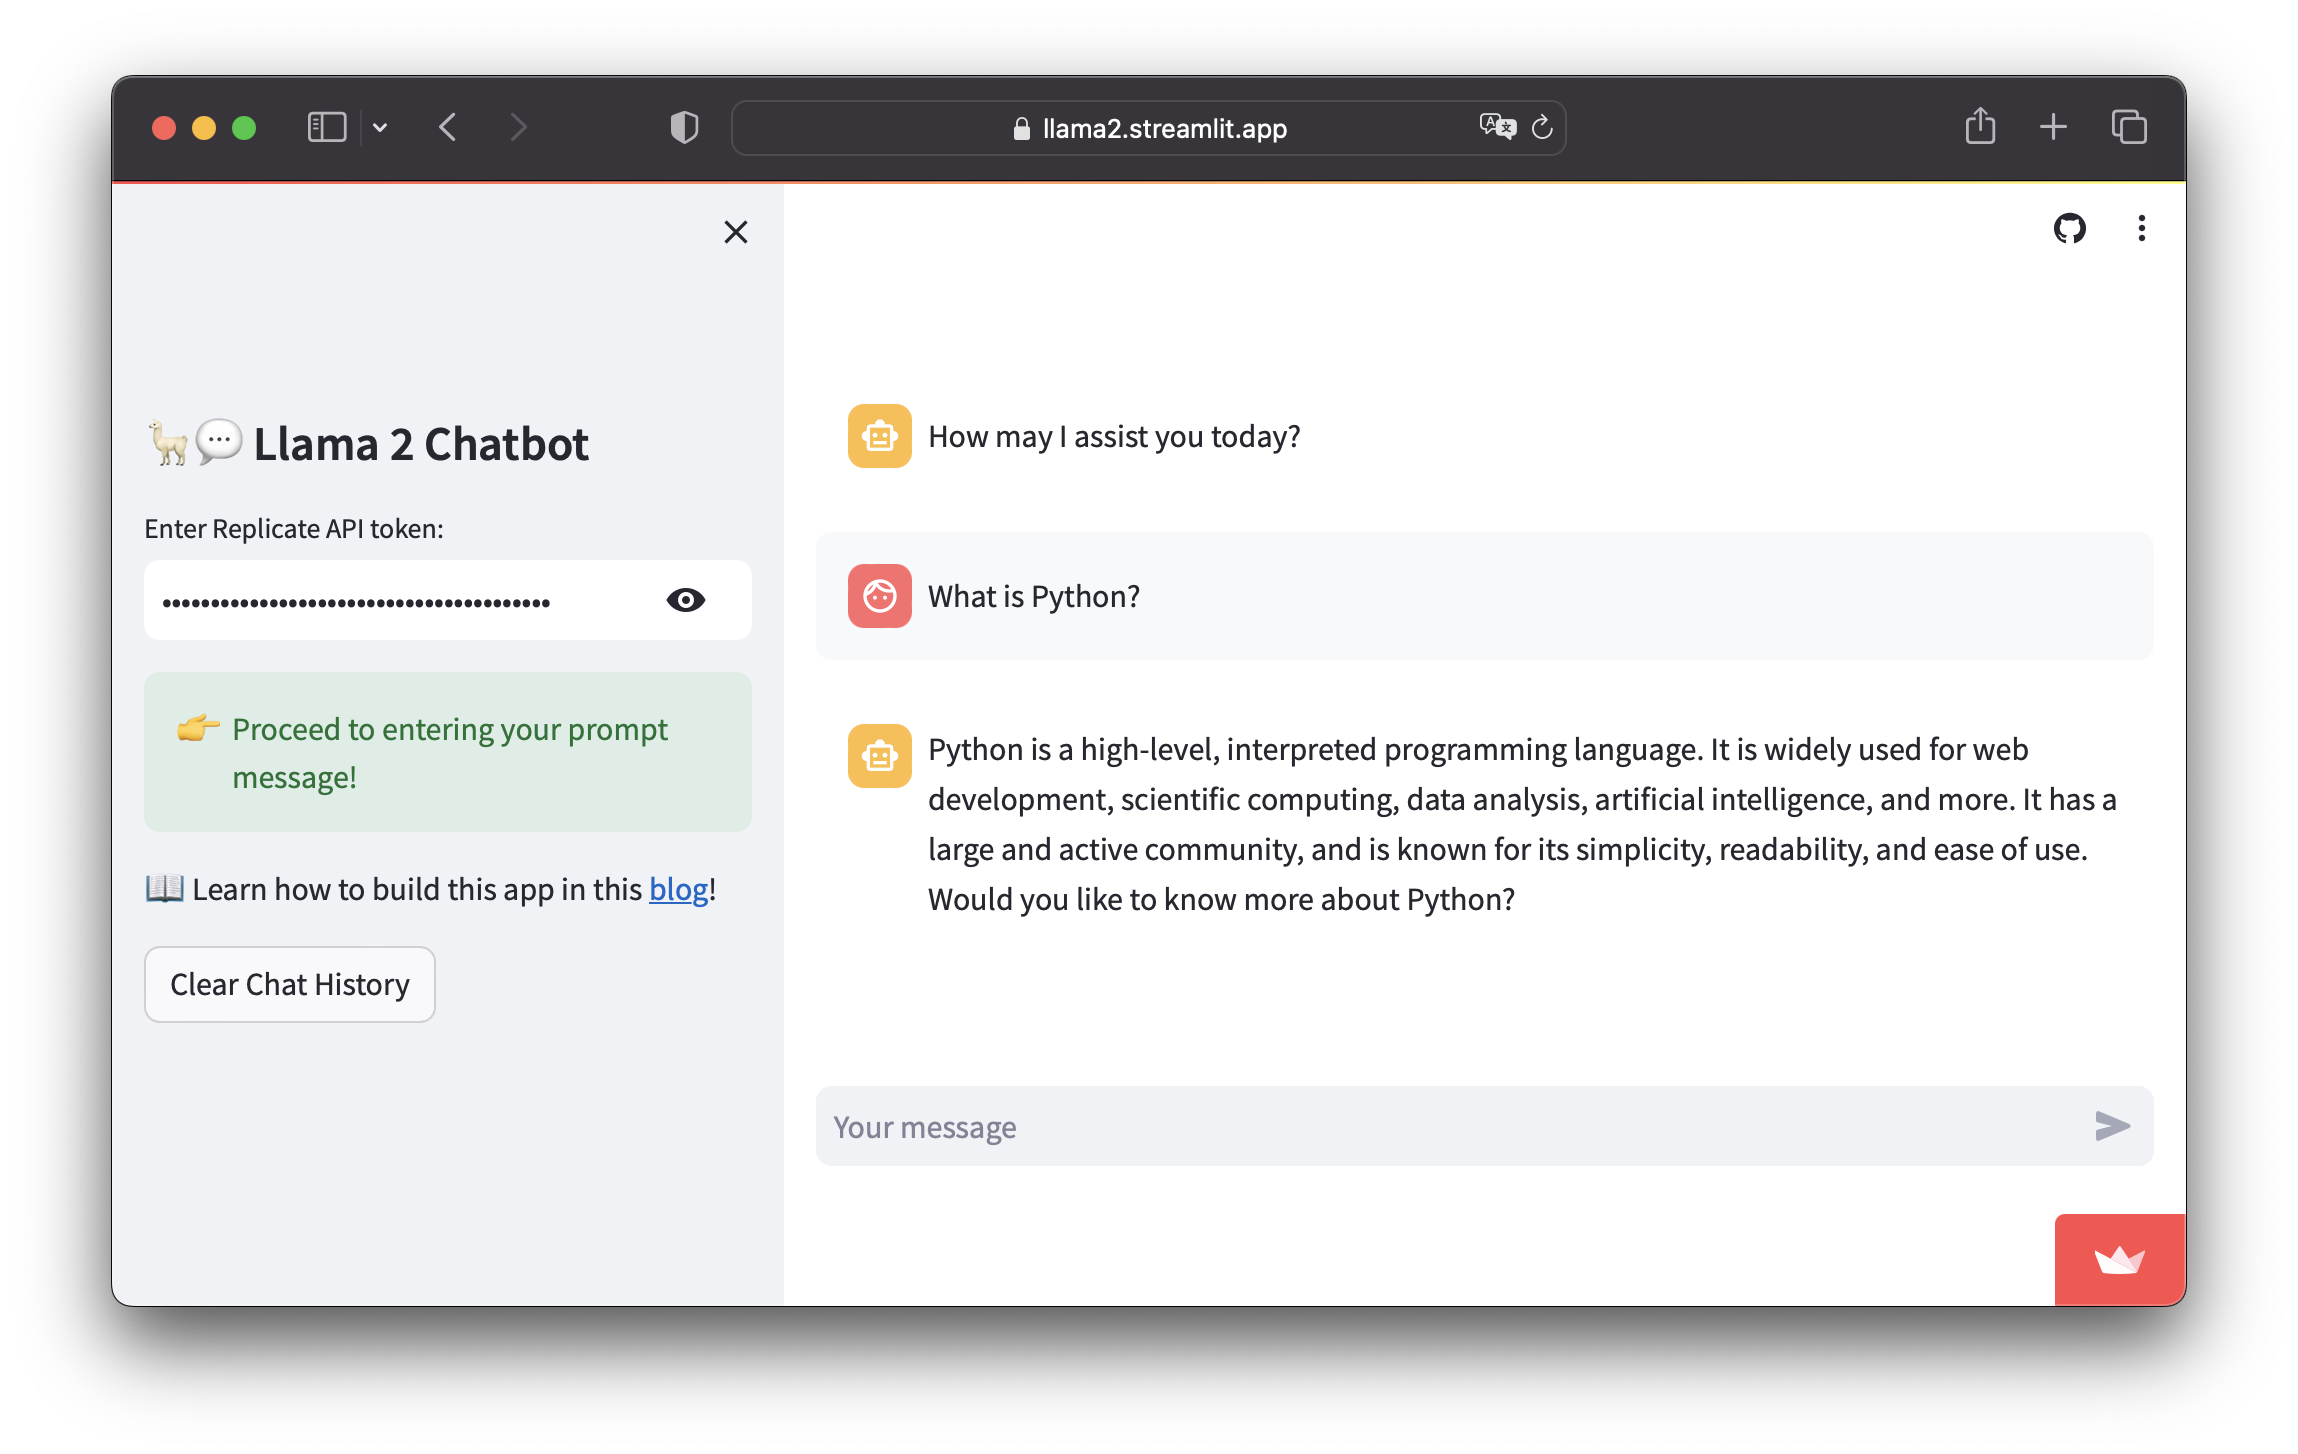 llama2.streamlit.app
🦙💬 Llama 2 Chatbot
Enter Replicate API token:
••••••••••••••••••••••••••••••••••••••••
👉 Proceed to entering your prompt
message!
📖 Learn how to build this app in this blog!
Clear Chat History
How may I assist you today?
What is Python?
Python is a high-level, interpreted programming language. It is widely used for web
development, scientific computing, data analysis, artificial intelligence, and more. It has a
large and active community, and is known for its simplicity, readability, and ease of use.
Would you like to know more about Python?
Your message